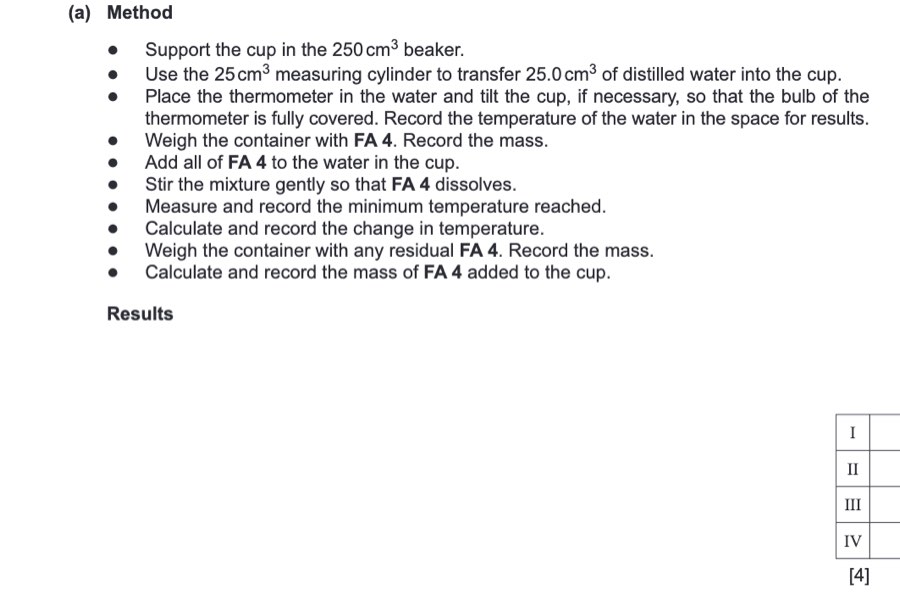 (a) Method
• Support the cup in the 250 cm³ beaker.
• Use the 25 cm³ measuring cylinder to transfer 25.0 cm³ of distilled water into the cup.
• Place the thermometer in the water and tilt the cup, if necessary, so that the bulb of the
thermometer is fully covered. Record the temperature of the water in the space for results.
• Weigh the container with FA 4. Record the mass.
• Add all of FA 4 to the water in the cup.
• Stir the mixture gently so that FA 4 dissolves.
• Measure and record the minimum temperature reached.
• Calculate and record the change in temperature.
• Weigh the container with any residual FA 4. Record the mass.
• Calculate and record the mass of FA 4 added to the cup.
Results
I
II
III
IV
[4]